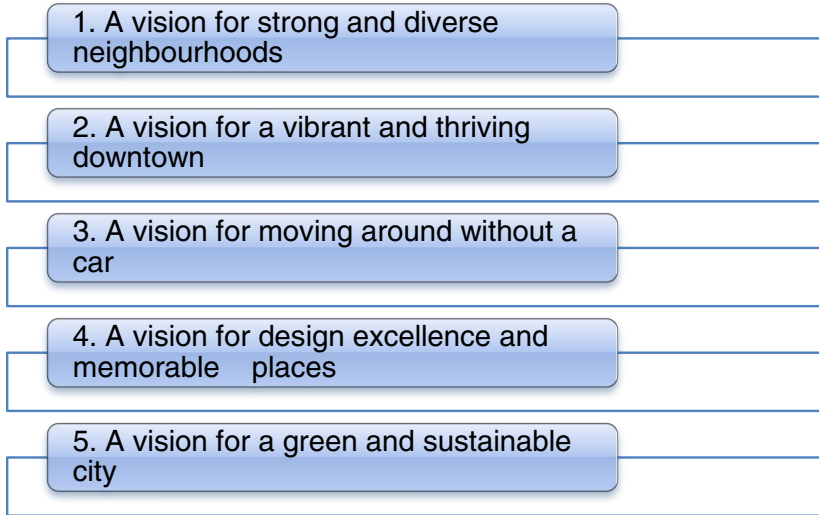 1. A vision for strong and diverse
neighbourhoods
2. A vision for a vibrant and thriving
downtown
3. A vision for moving around without a
car
4. A vision for design excellence and
memorable places
5. A vision for a green and sustainable
city